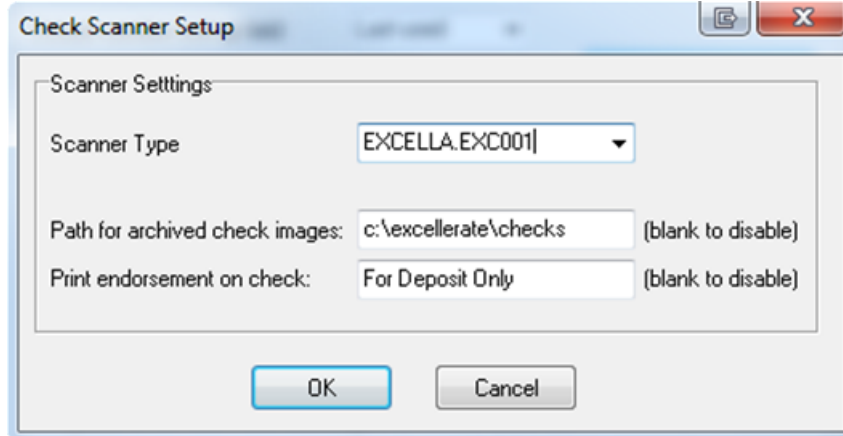 Check Scanner Setup
Scanner Setttings
Scanner Type EXCELLA.EXC001
Path for archived check images: c:\excellerate\checks (blank to disable)
Print endorsement on check: For Deposit Only (blank to disable)
OK Cancel